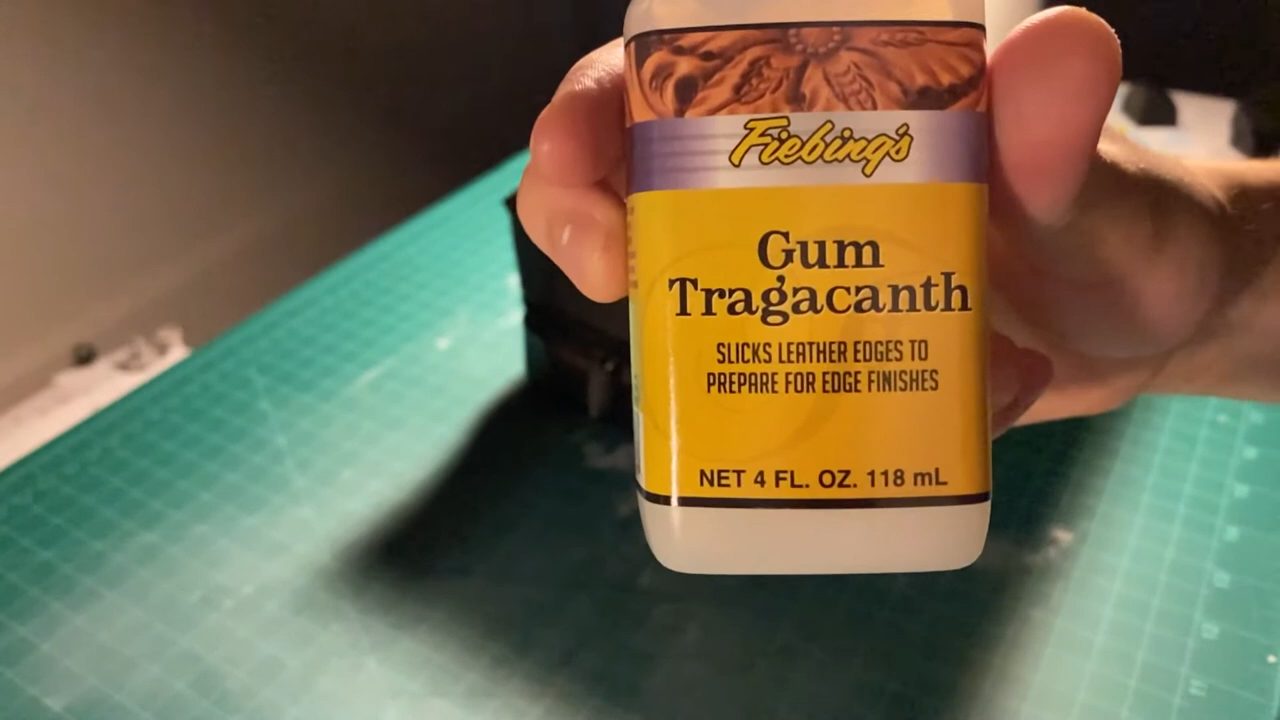 Fiebing's
Gum
Tragacanth
SLICKS LEATHER EDGES TO
PREPARE FOR EDGE FINISHES
NET 4 FL. OZ. 118 mL